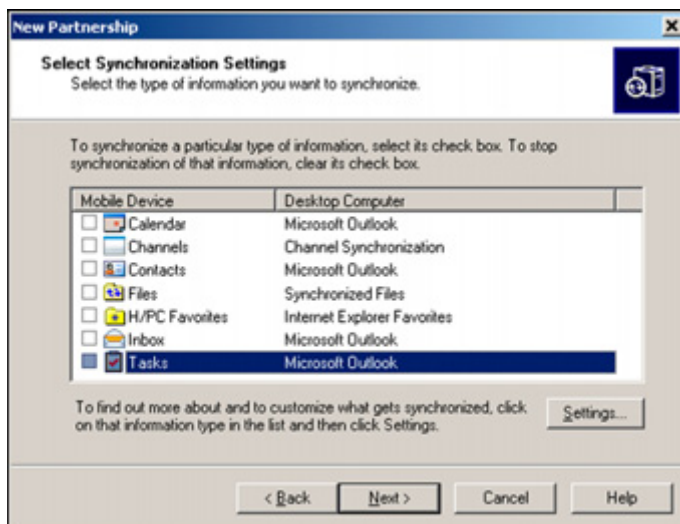 New Partnership
Select Synchronization Settings
Select the type of information you want to synchronize.
To synchronize a particular type of information, select its check box. To stop
synchronization of that information, clear its check box.
Mobile Device Desktop Computer
Calendar Microsoft Outlook
Channels Channel Synchronization
Contacts Microsoft Outlook
Files Synchronized Files
H/PC Favorites Internet Explorer Favorites
Inbox Microsoft Outlook
Tasks Microsoft Outlook
To find out more about and to customize what gets synchronized, click
on that information type in the list and then click Settings.
Settings...
< Back Next > Cancel Help